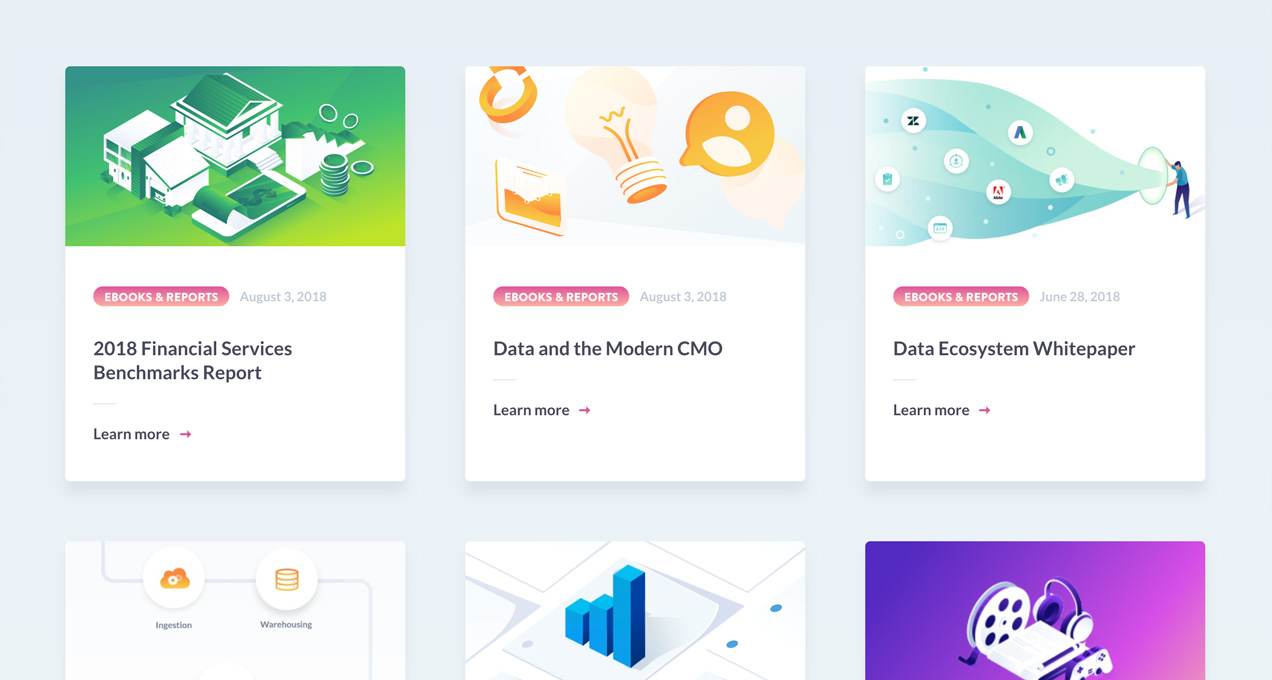 EBOOKS & REPORTS August 3, 2018
2018 Financial Services
Benchmarks Report
Learn more →
EBOOKS & REPORTS August 3, 2018
Data and the Modern CMO
Learn more →
Adobe
EBOOKS & REPORTS June 28, 2018
Data Ecosystem Whitepaper
Learn more →
Ingestion
Warehousing